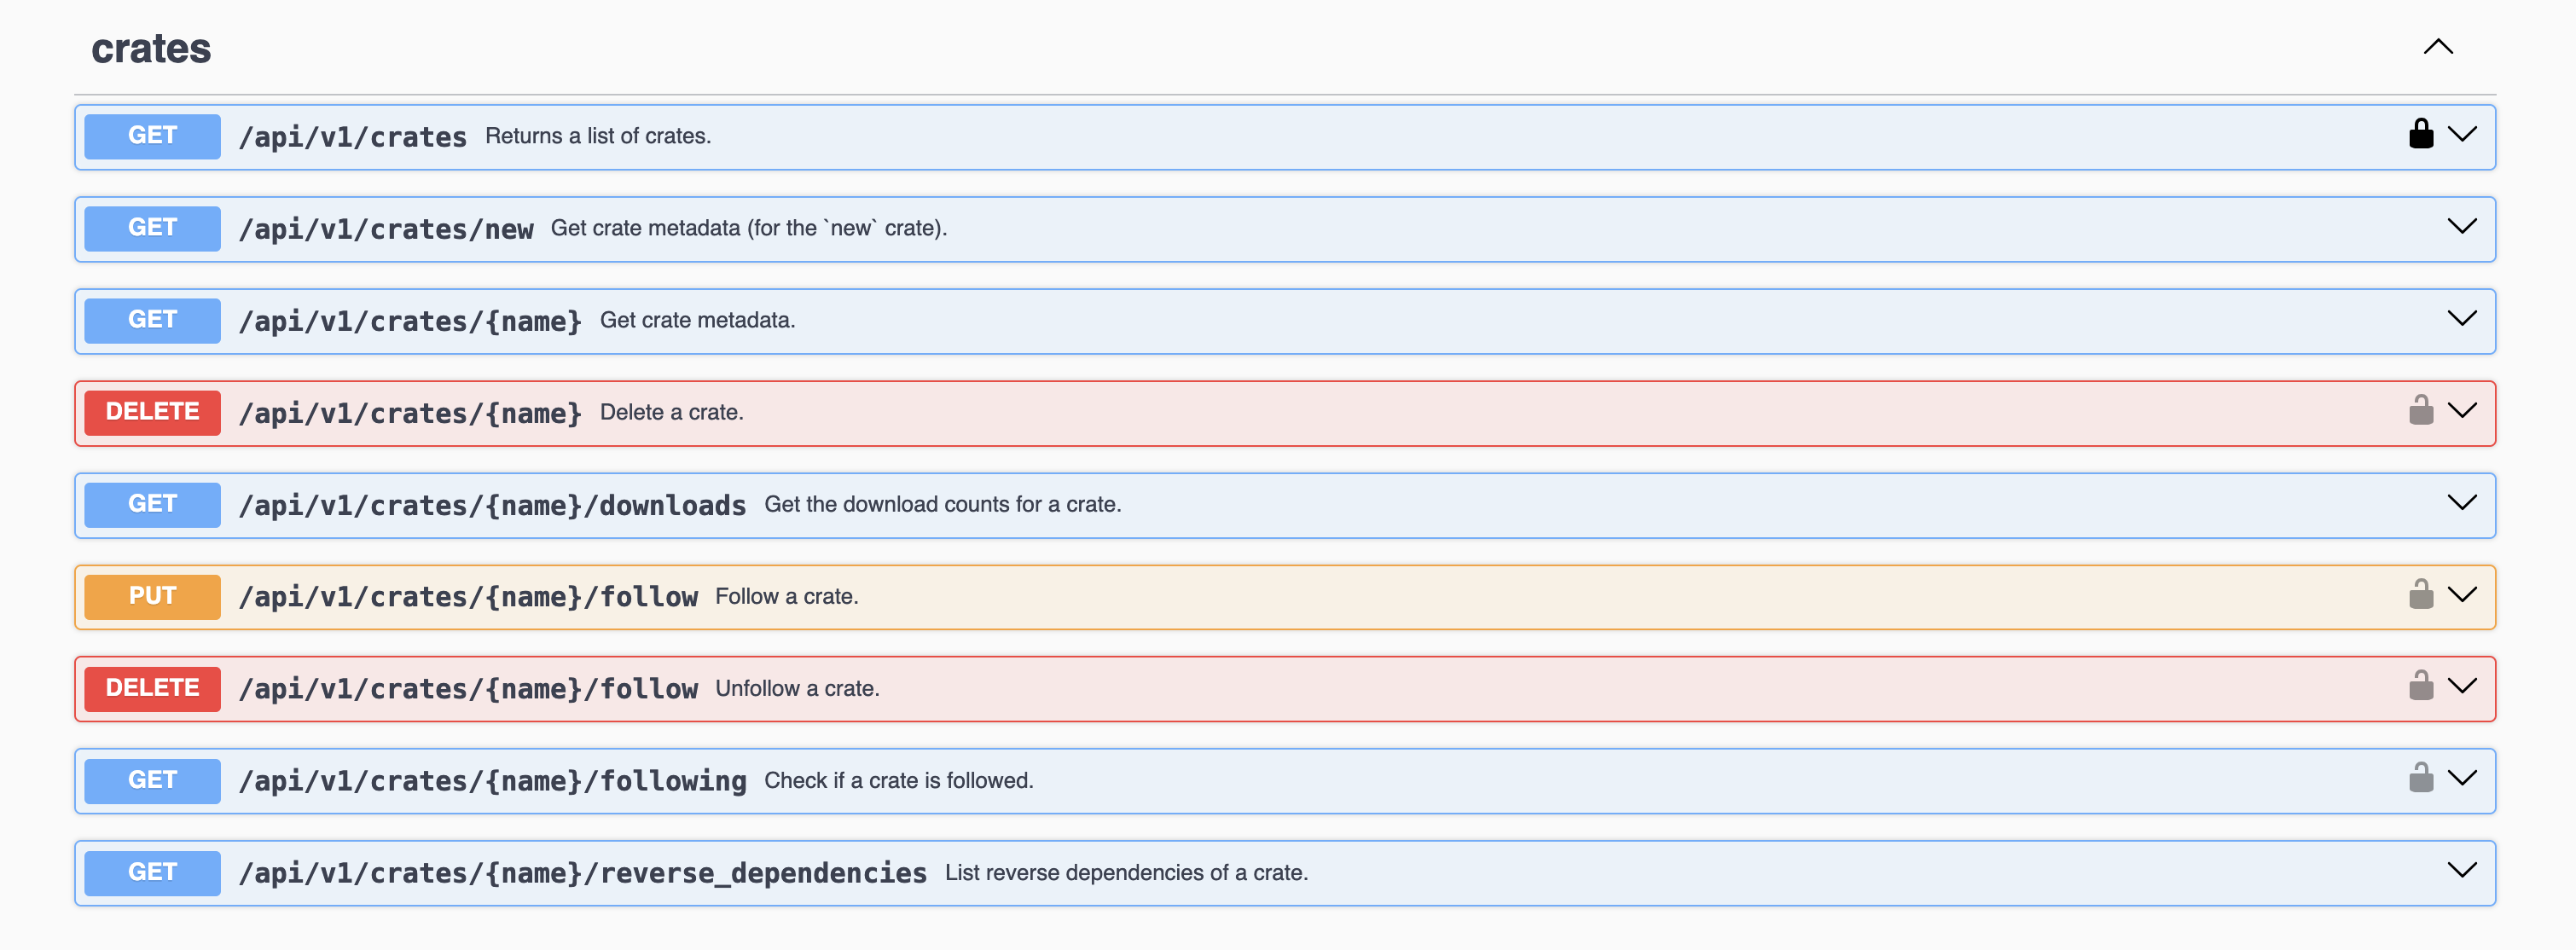 crates
GET /api/v1/crates Returns a list of crates.
GET /api/v1/crates/new Get crate metadata (for the `new` crate).
GET /api/v1/crates/{name} Get crate metadata.
DELETE /api/v1/crates/{name} Delete a crate.
GET /api/v1/crates/{name}/downloads Get the download counts for a crate.
PUT /api/v1/crates/{name}/follow Follow a crate.
DELETE /api/v1/crates/{name}/follow Unfollow a crate.
GET /api/v1/crates/{name}/following Check if a crate is followed.
GET /api/v1/crates/{name}/reverse_dependencies List reverse dependencies of a crate.